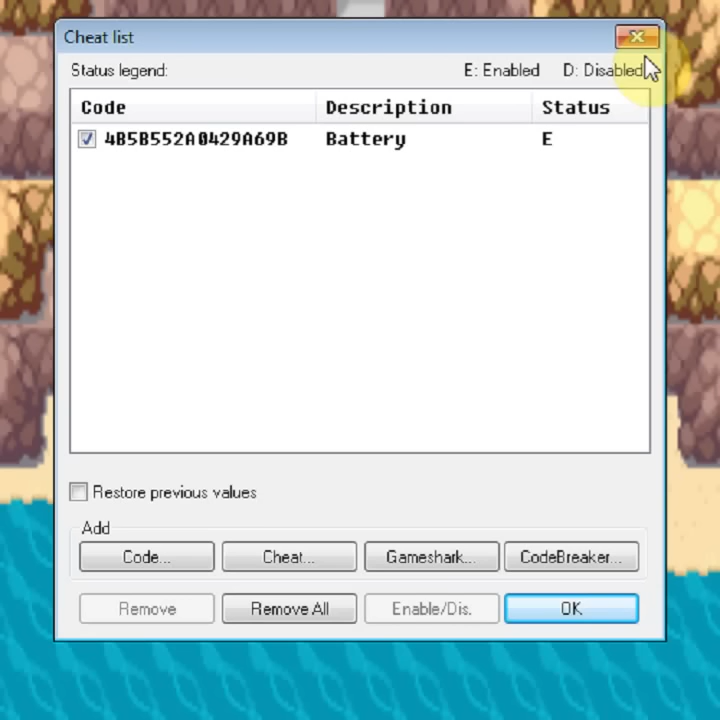 Cheat list
Status legend: E: Enabled D: Disabled
Code Description Status
4B5B552A0429A69B Battery E
Restore previous values
Add
Code... Cheat... Gameshark... CodeBreaker...
Remove Remove All Enable/Dis. OK